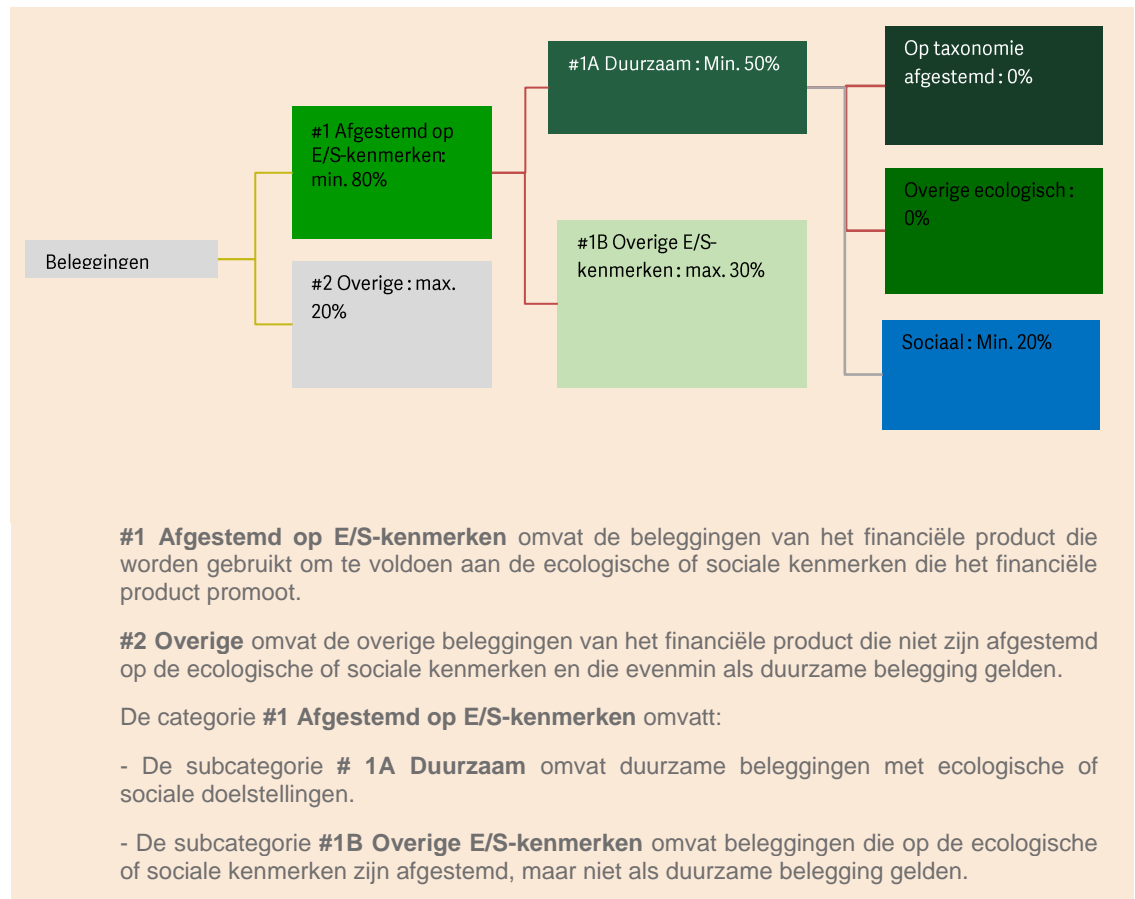 Beleggingen
#1 Afgestemd op
E/S-kenmerken:
min. 80%
#2 Overige : max.
20%
#1A Duurzaam : Min. 50%
#1B Overige E/S-
kenmerken : max. 30%
Op taxonomie
afgestemd : 0%
Overige ecologisch :
0%
Sociaal : Min. 20%
#1 Afgestemd op E/S-kenmerken omvat de beleggingen van het financiële product die
worden gebruikt om te voldoen aan de ecologische of sociale kenmerken die het financiële
product promoot.
#2 Overige omvat de overige beleggingen van het financiële product die niet zijn afgestemd
op de ecologische of sociale kenmerken en die evenmin als duurzame belegging gelden.
De categorie #1 Afgestemd op E/S-kenmerken omvatt:
- De subcategorie # 1A Duurzaam omvat duurzame beleggingen met ecologische of
sociale doelstellingen.
- De subcategorie #1B Overige E/S-kenmerken omvat beleggingen die op de ecologische
of sociale kenmerken zijn afgestemd, maar niet als duurzame belegging gelden.